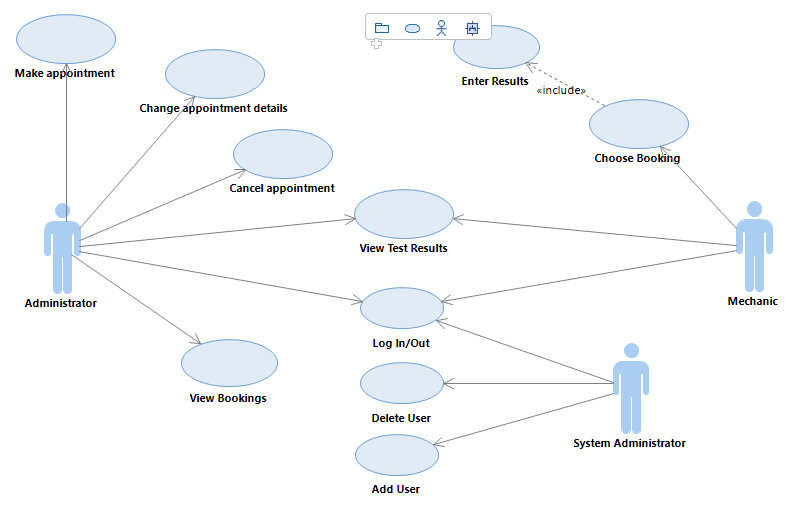 Make appointment
Enter Results
«include»
Change appointment details
Choose Booking
Cancel appointment
View Test Results
Administrator
Mechanic
Log In/Out
View Bookings
Delete User
System Administrator
Add User